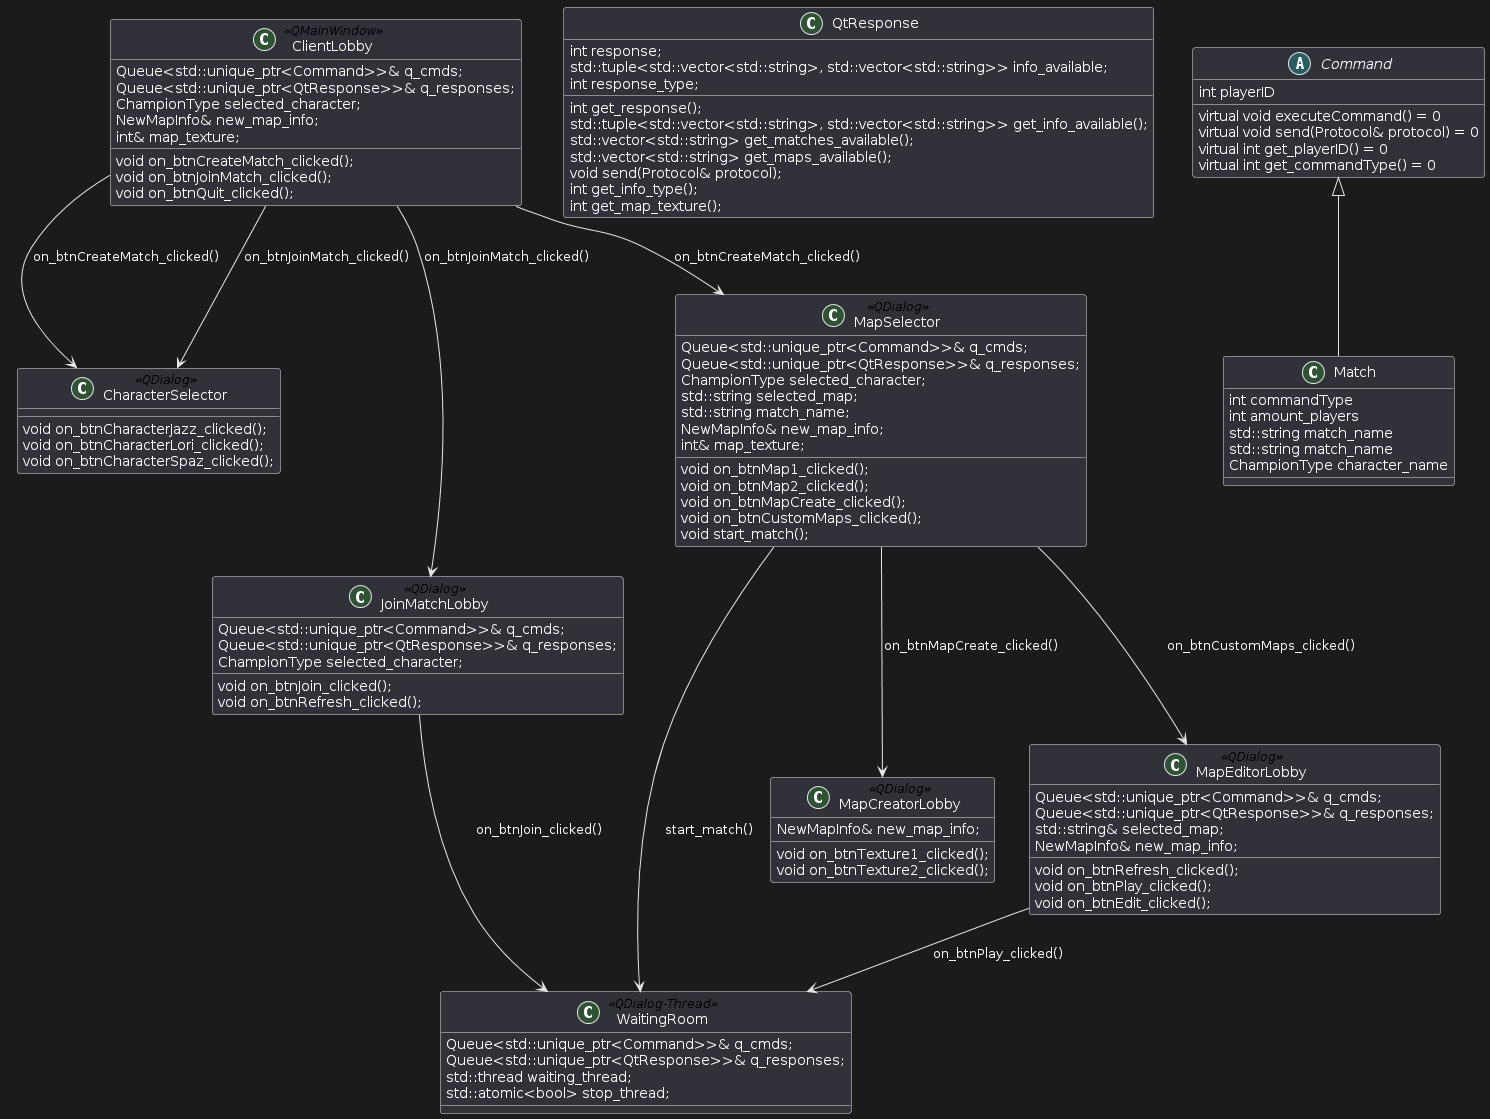 C
«QMainWindow»
ClientLobby
Queue<std::unique_ptr<Command>>& q_cmds;
Queue<std::unique_ptr<QtResponse>>& q_responses;
ChampionType selected_character;
NewMapInfo& new_map_info;
int& map_texture;
void on_btnCreateMatch_clicked();
void on_btnJoinMatch_clicked();
void on_btnQuit_clicked();
C QtResponse
int response;
std::tuple<std::vector<std::string>, std::vector<std::string>> info_available;
int response_type;
int get_response();
std::tuple<std::vector<std::string>, std::vector<std::string>> get_info_available();
std::vector<std::string> get_matches_available();
std::vector<std::string> get_maps_available();
void send(Protocol& protocol);
int get_info_type();
int get_map_texture();
A Command
int playerID
virtual void executeCommand() = 0
virtual void send(Protocol& protocol) = 0
virtual int get_playerID() = 0
virtual int get_commandType() = 0
on_btnCreateMatch_clicked()
on_btnJoinMatch_clicked()
on_btnJoinMatch_clicked()
on_btnCreateMatch_clicked()
C
«QDialog»
CharacterSelector
void on_btnCharacterJazz_clicked();
void on_btnCharacterLori_clicked();
void on_btnCharacterSpaz_clicked();
C
«QDialog»
MapSelector
Queue<std::unique_ptr<Command>>& q_cmds;
Queue<std::unique_ptr<QtResponse>>& q_responses;
ChampionType selected_character;
std::string selected_map;
std::string match_name;
NewMapInfo& new_map_info;
int& map_texture;
void on_btnMap1_clicked();
void on_btnMap2_clicked();
void on_btnMapCreate_clicked();
void on_btnCustomMaps_clicked();
void start_match();
C Match
int commandType
int amount_players
std::string match_name
std::string match_name
ChampionType character_name
C
«QDialog»
JoinMatchLobby
Queue<std::unique_ptr<Command>>& q_cmds;
Queue<std::unique_ptr<QtResponse>>& q_responses;
ChampionType selected_character;
void on_btnJoin_clicked();
void on_btnRefresh_clicked();
on_btnMapCreate_clicked()
on_btnCustomMaps_clicked()
on_btnJoin_clicked()
start_match()
C
«QDialog»
MapCreatorLobby
NewMapInfo& new_map_info;
void on_btnTexture1_clicked();
void on_btnTexture2_clicked();
C
«QDialog»
MapEditorLobby
Queue<std::unique_ptr<Command>>& q_cmds;
Queue<std::unique_ptr<QtResponse>>& q_responses;
std::string& selected_map;
NewMapInfo& new_map_info;
void on_btnRefresh_clicked();
void on_btnPlay_clicked();
void on_btnEdit_clicked();
on_btnPlay_clicked()
C
«QDialog-Thread»
WaitingRoom
Queue<std::unique_ptr<Command>>& q_cmds;
Queue<std::unique_ptr<QtResponse>>& q_responses;
std::thread waiting_thread;
std::atomic<bool> stop_thread;